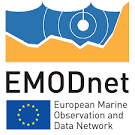 EMODnet
European Marine
Observation and
Data Network